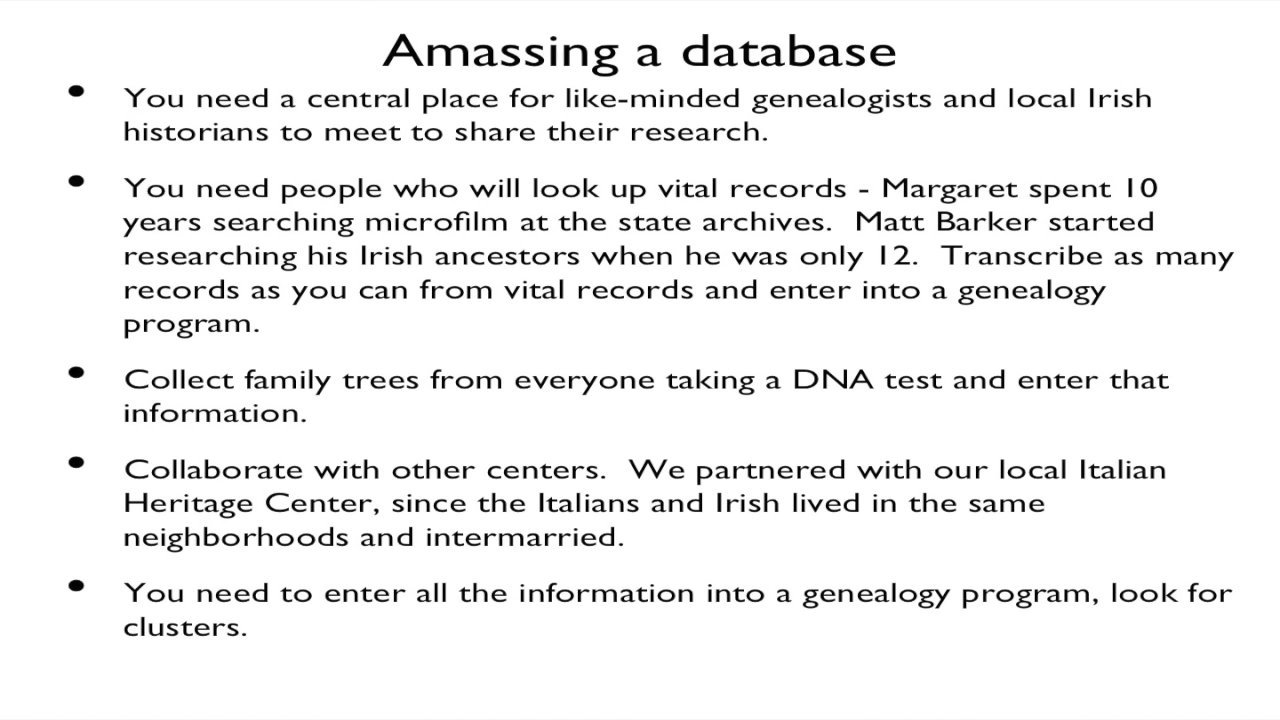 Amassing a database
• You need a central place for like-minded genealogists and local Irish
historians to meet to share their research.
• You need people who will look up vital records - Margaret spent 10
years searching microfilm at the state archives.  Matt Barker started
researching his Irish ancestors when he was only 12.  Transcribe as many
records as you can from vital records and enter into a genealogy
program.
• Collect family trees from everyone taking a DNA test and enter that
information.
• Collaborate with other centers.  We partnered with our local Italian
Heritage Center, since the Italians and Irish lived in the same
neighborhoods and intermarried.
• You need to enter all the information into a genealogy program, look for
clusters.